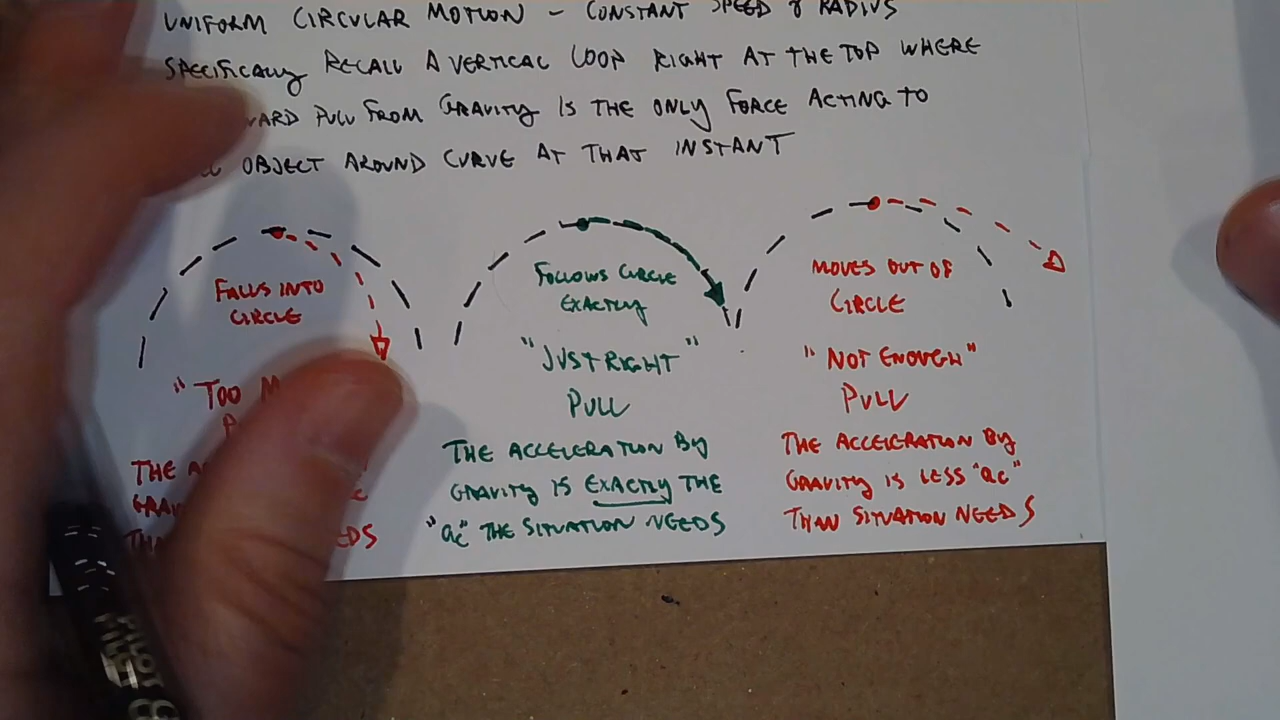 UNIFORM CIRCULAR MOTION - CONSTANT SPEED & RADIUS
SPECIFICALLY RECALL A VERTICAL LOOP RIGHT AT THE TOP WHERE
PULL FROM GRAVITY IS THE ONLY FORCE ACTING TO
OBJECT AROUND CURVE AT THAT INSTANT
FALLS INTO
CIRCLE
"TOO
THE
THE
NEEDS
FOLLOWS CIRCLE
EXACTLY
"JUST RIGHT"
PULL
THE ACCELERATION BY
GRAVITY IS EXACTLY THE
"ac" THE SITUATION NEEDS
MOVES OUT OF
CIRCLE
"NOT ENOUGH"
PULL
THE ACCELERATION BY
GRAVITY IS LESS "ac"
THAN SITUATION NEEDS